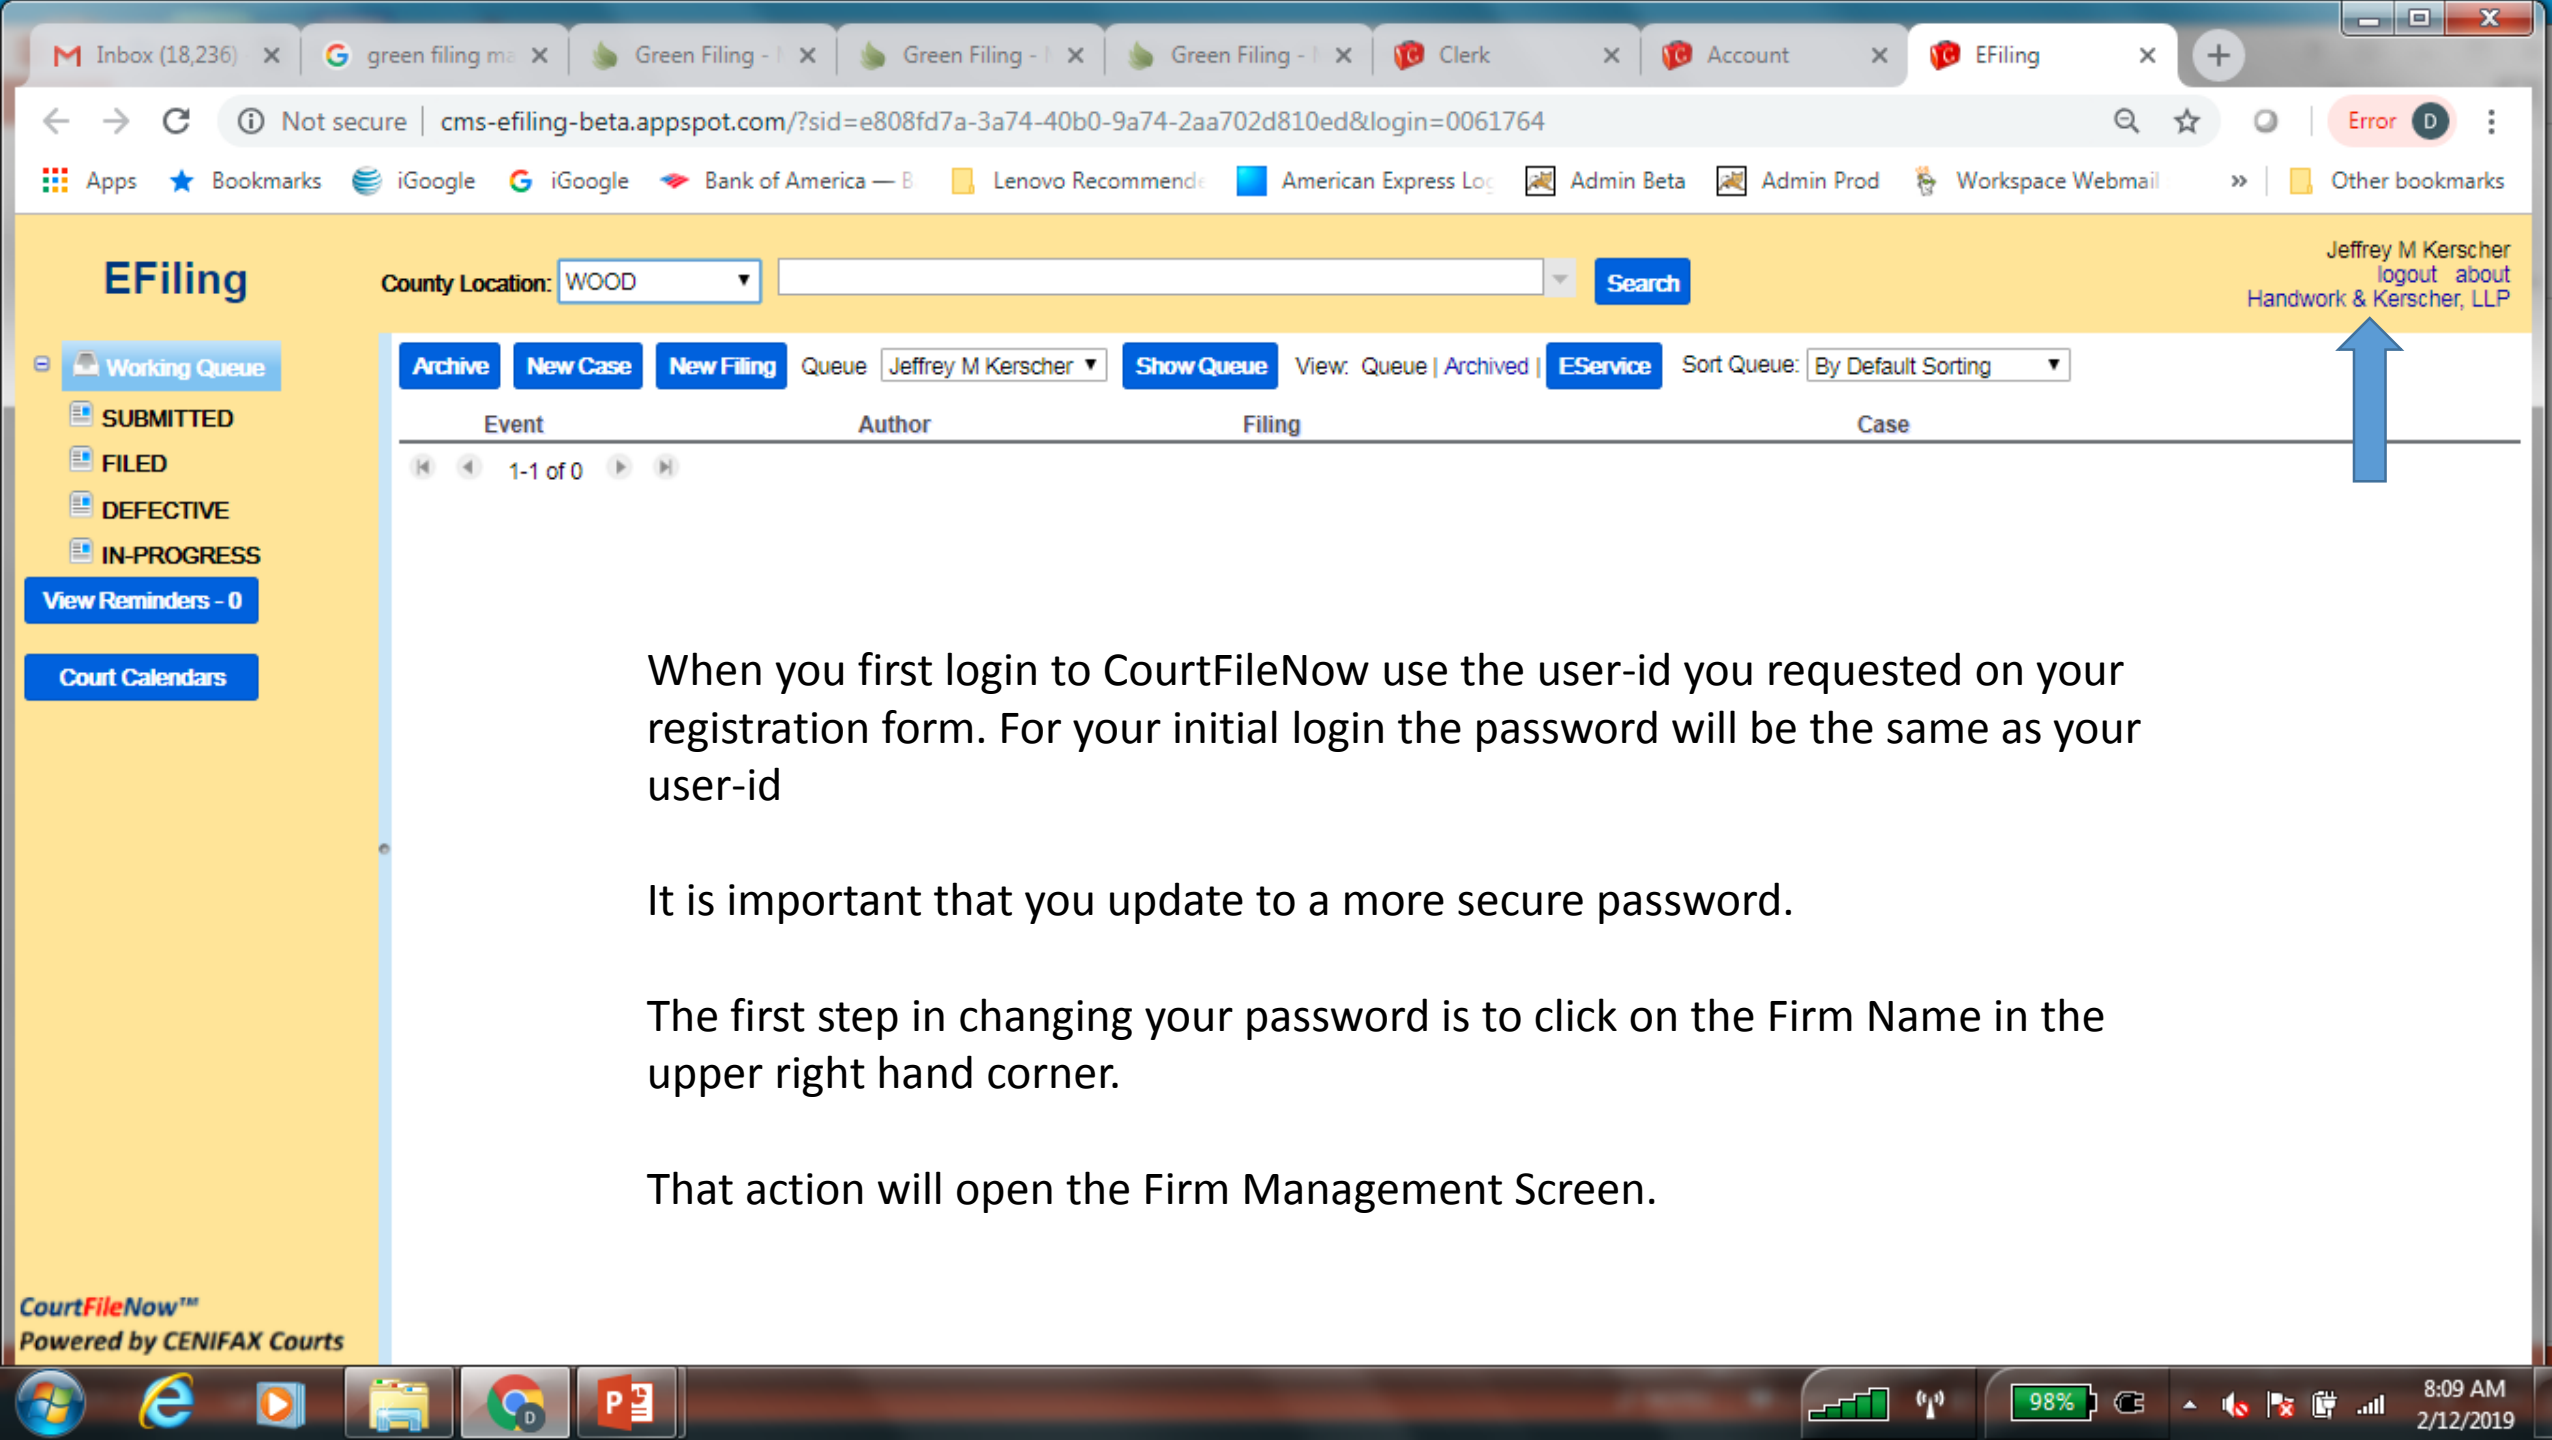 Inbox (18,236)
green filing ma
Green Filing -
Green Filing -
Green Filing -
Clerk
Account
EFiling
Not secure | cms-efiling-beta.appspot.com/?sid=e808fd7a-3a74-40b0-9a74-2aa702d810ed&login=0061764
Error D
Apps Bookmarks iGoogle iGoogle Bank of America — B Lenovo Recommende American Express Log Admin Beta Admin Prod Workspace Webmail » Other bookmarks
Jeffrey M Kerscher
logout about
Handwork & Kerscher, LLP
EFiling
County Location: WOOD Search
Working Queue
SUBMITTED
FILED
DEFECTIVE
IN-PROGRESS
View Reminders - 0
Court Calendars
Archive New Case New Filing Queue Jeffrey M Kerscher Show Queue View: Queue | Archived | EService Sort Queue: By Default Sorting
Event Author Filing Case
1-1 of 0
When you first login to CourtFileNow use the user-id you requested on your
registration form. For your initial login the password will be the same as your
user-id
It is important that you update to a more secure password.
The first step in changing your password is to click on the Firm Name in the
upper right hand corner.
That action will open the Firm Management Screen.
CourtFileNow™
Powered by CENIFAX Courts
98%
8:09 AM
2/12/2019